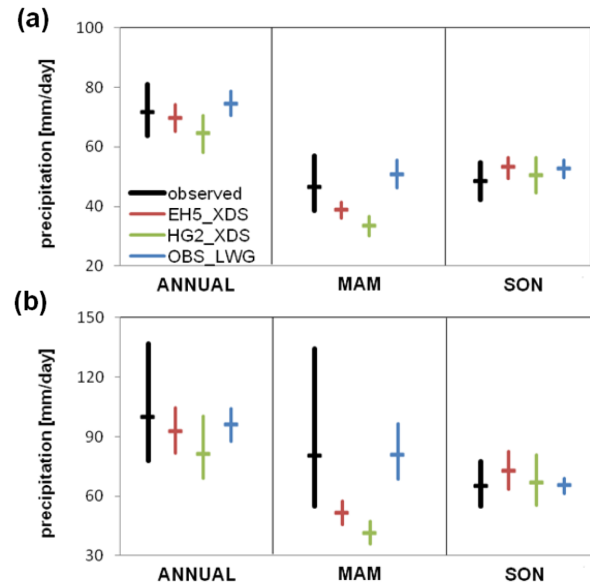 (a)
precipitation [mm/day]
100
80
60
40
20
observed
EH5_XDS
HG2_XDS
OBS_LWG
ANNUAL MAM SON
(b)
precipitation [mm/day]
150
120
90
60
30
ANNUAL MAM SON